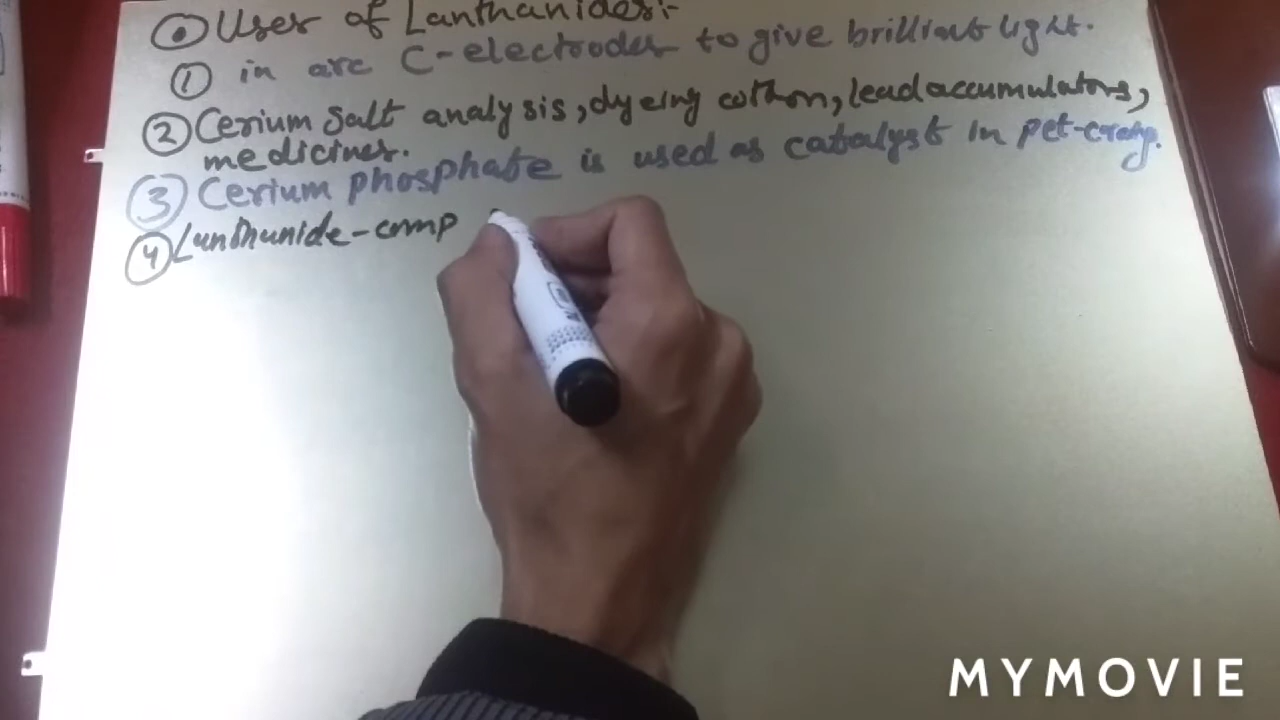 Uses of Lanthanides:-
① in arc C-electrodes to give brilliant light.
② Cerium Salt analysis, dyeing cotton, lead accumulators,
medicines.
③ Cerium phosphate is used as catalyst in pet-
④ Lanthanide-comp
MYMOVIE